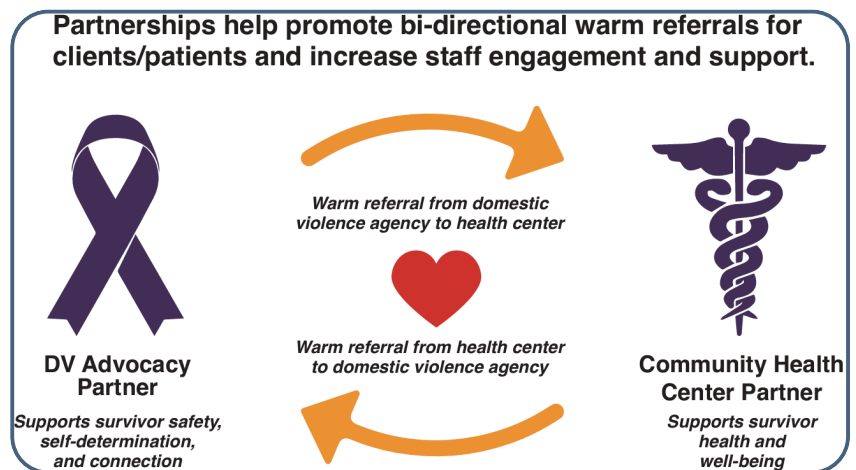 Partnerships help promote bi-directional warm referrals for
clients/patients and increase staff engagement and support.
Warm referral from domestic
violence agency to health center
Warm referral from health center
to domestic violence agency
DV Advocacy
Partner
Supports survivor safety,
self-determination,
and connection
Community Health
Center Partner
Supports survivor
health and
well-being